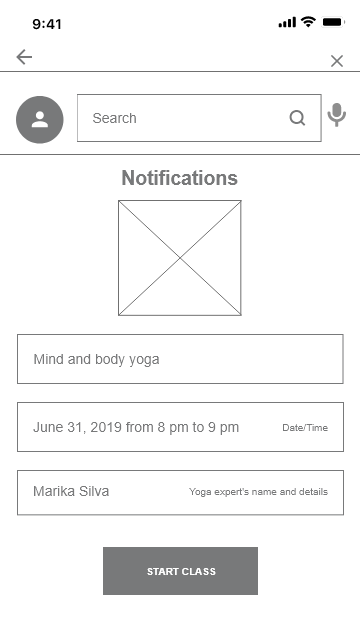 9:41
Search
Notifications
Mind and body yoga
June 31, 2019 from 8 pm to 9 pm Date/Time
Marika Silva Yoga expert's name and details
START CLASS